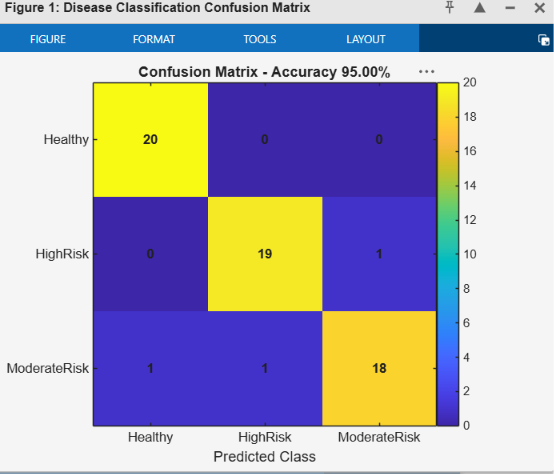 Figure 1: Disease Classification Confusion Matrix
FIGURE FORMAT TOOLS LAYOUT
Confusion Matrix - Accuracy 95.00%
Healthy 20 0 0
HighRisk 0 19 1
ModerateRisk 1 1 18
Healthy HighRisk ModerateRisk
Predicted Class
20
18
16
14
12
10
8
6
4
2
0